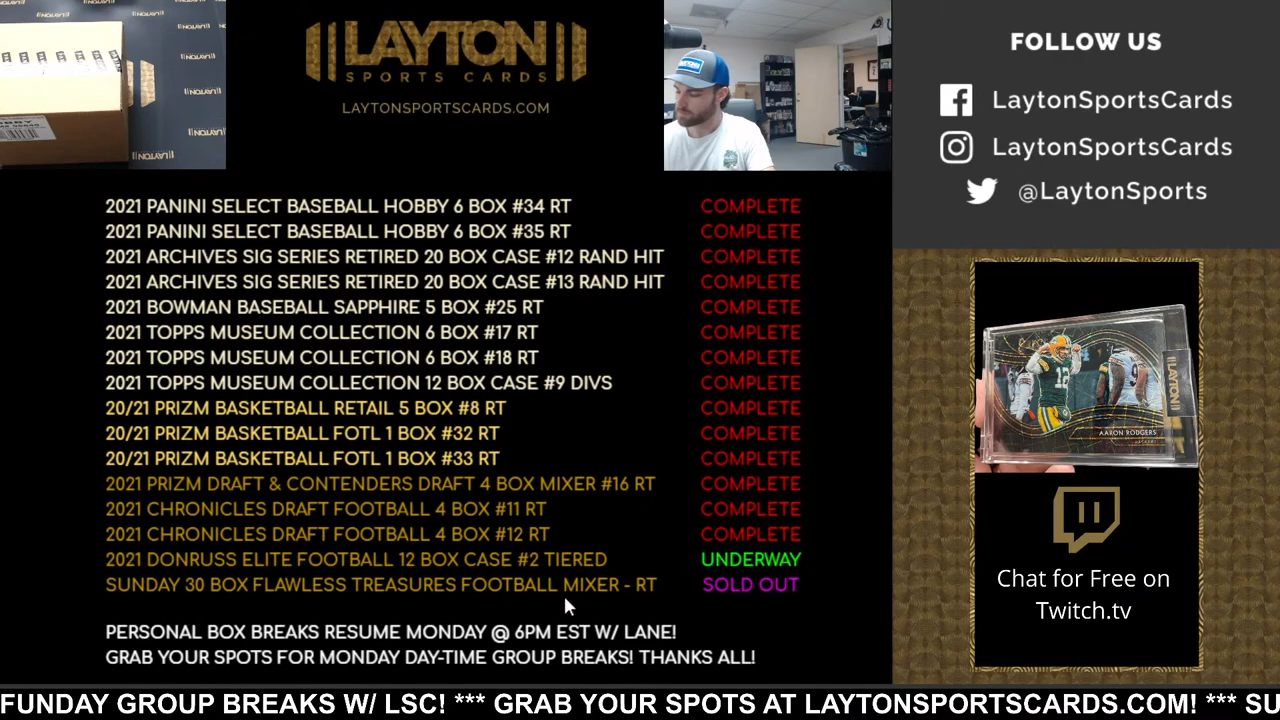 LAYTON
SPORTS CARDS
LAYTONSPORTSCARDS.COM
FOLLOW US
LaytonSportsCards
LaytonSportsCards
@LaytonSports
2021 PANINI SELECT BASEBALL HOBBY 6 BOX #34 RT COMPLETE
2021 PANINI SELECT BASEBALL HOBBY 6 BOX #35 RT COMPLETE
2021 ARCHIVES SIG SERIES RETIRED 20 BOX CASE #12 RAND HIT COMPLETE
2021 ARCHIVES SIG SERIES RETIRED 20 BOX CASE #13 RAND HIT COMPLETE
2021 BOWMAN BASEBALL SAPPHIRE 5 BOX #25 RT COMPLETE
2021 TOPPS MUSEUM COLLECTION 6 BOX #17 RT COMPLETE
2021 TOPPS MUSEUM COLLECTION 6 BOX #18 RT COMPLETE
2021 TOPPS MUSEUM COLLECTION 12 BOX CASE #9 DIVS COMPLETE
20/21 PRIZM BASKETBALL RETAIL 5 BOX #8 RT COMPLETE
20/21 PRIZM BASKETBALL FOTL 1 BOX #32 RT COMPLETE
20/21 PRIZM BASKETBALL FOTL 1 BOX #33 RT COMPLETE
2021 PRIZM DRAFT & CONTENDERS DRAFT 4 BOX MIXER #16 RT COMPLETE
2021 CHRONICLES DRAFT FOOTBALL 4 BOX #11 RT COMPLETE
2021 CHRONICLES DRAFT FOOTBALL 4 BOX #12 RT COMPLETE
2021 DONRUSS ELITE FOOTBALL 12 BOX CASE #2 TIERED UNDERWAY
SUNDAY 30 BOX FLAWLESS TREASURES FOOTBALL MIXER - RT SOLD OUT
PERSONAL BOX BREAKS RESUME MONDAY @ 6PM EST W/ LANE!
GRAB YOUR SPOTS FOR MONDAY DAY-TIME GROUP BREAKS! THANKS ALL!
AARON RODGERS
LAYTON
12
Chat for Free on
Twitch.tv
FUNDAY GROUP BREAKS W/ LSC! *** GRAB YOUR SPOTS AT LAYTONSPORTSCARDS.COM! *** SU